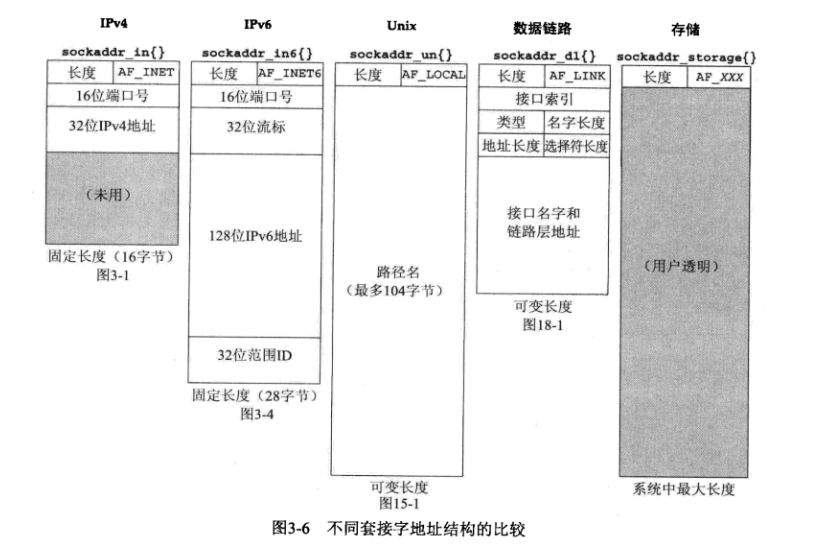 IPv4
sockaddr_in{}
长度 AF_INET
16位端口号
32位IPv4地址
(未用)
固定长度(16字节)
图3-1
IPv6
sockaddr_in6{}
长度 AF_INET6
16位端口号
32位流标
128位IPv6地址
32位范围ID
固定长度(28字节)
图3-4
Unix
sockaddr_un{}
长度 AF_LOCAL
路径名
(最多104字节)
可变长度
图15-1
数据链路
sockaddr_dl{}
长度 AF_LINK
接口索引
类型 名字长度
地址长度 选择符长度
接口名字和
链路层地址
可变长度
图18-1
存储
sockaddr_storage{}
长度 AF_XXX
(用户透明)
系统中最大长度
图3-6 不同套接字地址结构的比较